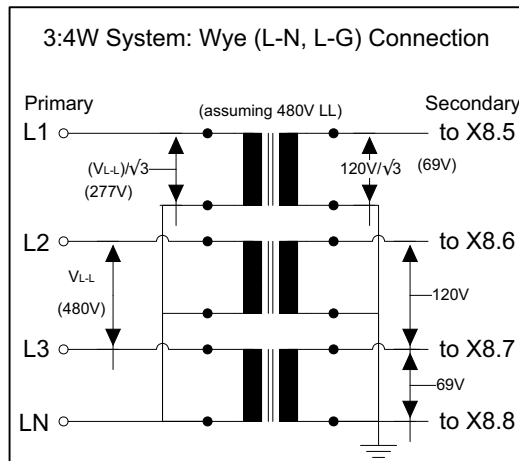 3:4W System: Wye (L-N, L-G) Connection
Primary
(assuming 480V LL)
Secondary
L1
(VL-L)/√3
(277V)
120V/√3
(69V)
to X8.5
L2
to X8.6
VL-L
(480V)
120V
L3
to X8.7
69V
LN
to X8.8